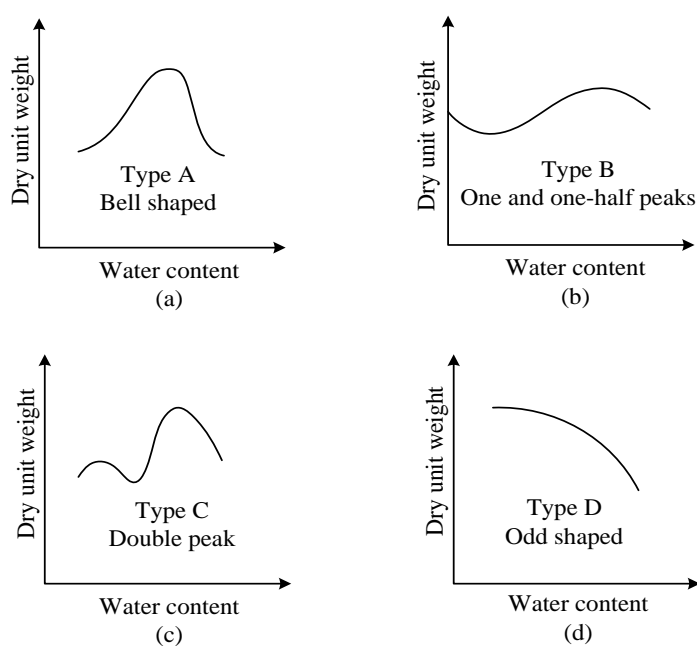 Dry unit weight
Type A
Bell shaped
Water content
(a)
Dry unit weight
Type B
One and one-half peaks
Water content
(b)
Dry unit weight
Type C
Double peak
Water content
(c)
Dry unit weight
Type D
Odd shaped
Water content
(d)